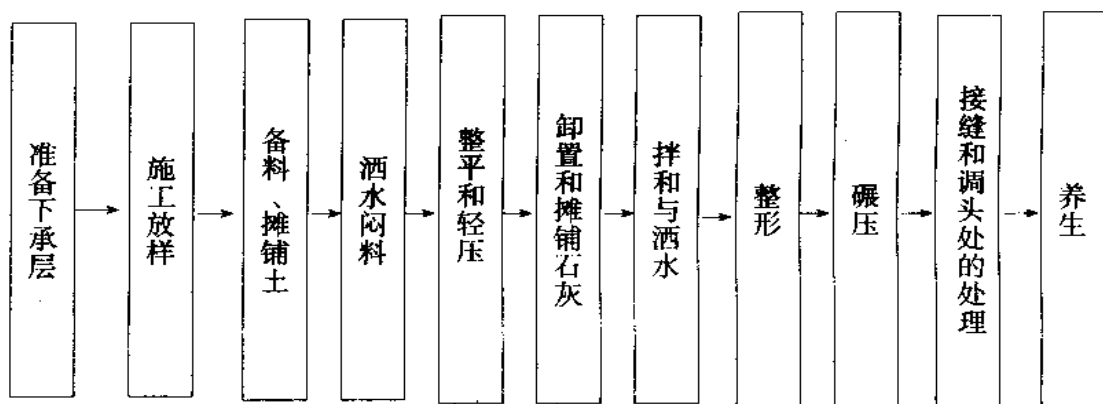 准备下承层
施工放样
备料、摊铺土
洒水闷料
整平和轻压
卸置和摊铺石灰
拌和与洒水
整形
碾压
接缝和调头处的处理
养生